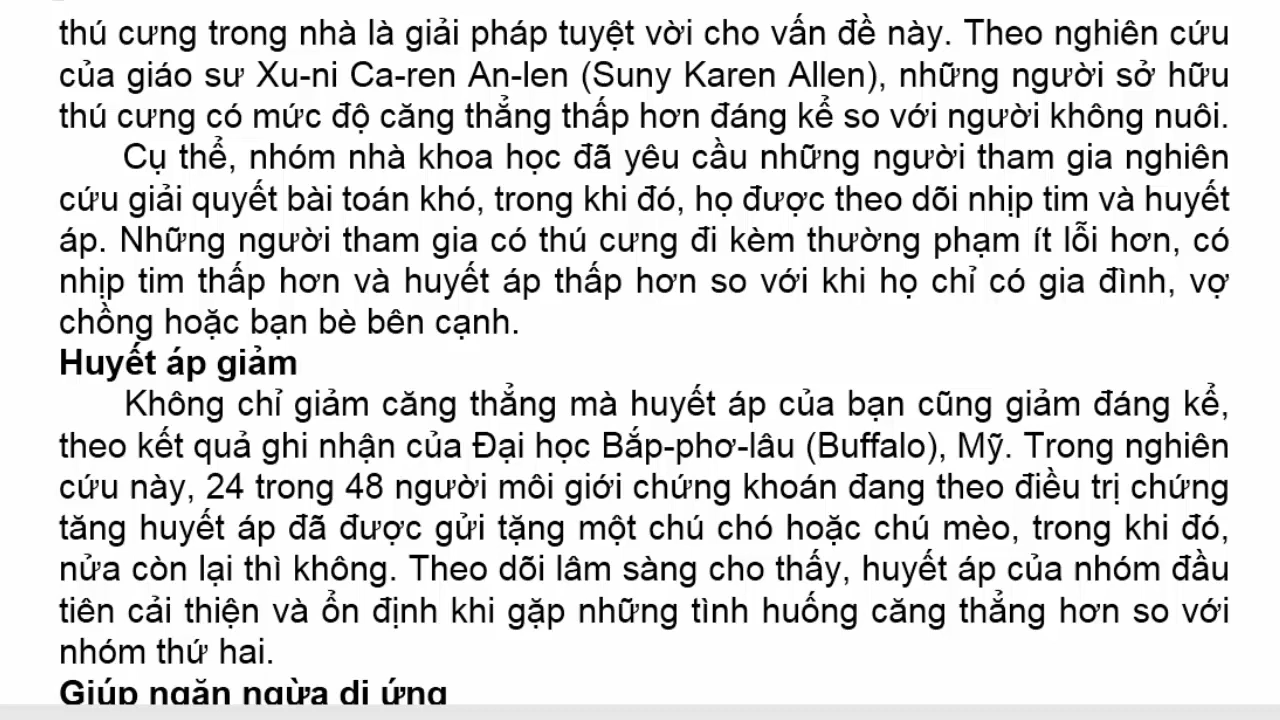 thú cưng trong nhà là giải pháp tuyệt vời cho vấn đề này. Theo nghiên cứu
của giáo sư Xu-ni Ca-ren An-len (Suny Karen Allen), những người sở hữu
thú cưng có mức độ căng thẳng thấp hơn đáng kể so với người không nuôi.
Cụ thể, nhóm nhà khoa học đã yêu cầu những người tham gia nghiên
cứu giải quyết bài toán khó, trong khi đó, họ được theo dõi nhịp tim và huyết
áp. Những người tham gia có thú cưng đi kèm thường phạm ít lỗi hơn, có
nhịp tim thấp hơn và huyết áp thấp hơn so với khi họ chỉ có gia đình, vợ
chồng hoặc bạn bè bên cạnh.
Huyết áp giảm
Không chỉ giảm căng thẳng mà huyết áp của bạn cũng giảm đáng kể,
theo kết quả ghi nhận của Đại học Bắp-phơ-lâu (Buffalo), Mỹ. Trong nghiên
cứu này, 24 trong 48 người môi giới chứng khoán đang theo điều trị chứng
tăng huyết áp đã được gửi tặng một chú chó hoặc chú mèo, trong khi đó,
nửa còn lại thì không. Theo dõi lâm sàng cho thấy, huyết áp của nhóm đầu
tiên cải thiện và ổn định khi gặp những tình huống căng thẳng hơn so với
nhóm thứ hai.
Giúp ngăn ngừa dị ứng